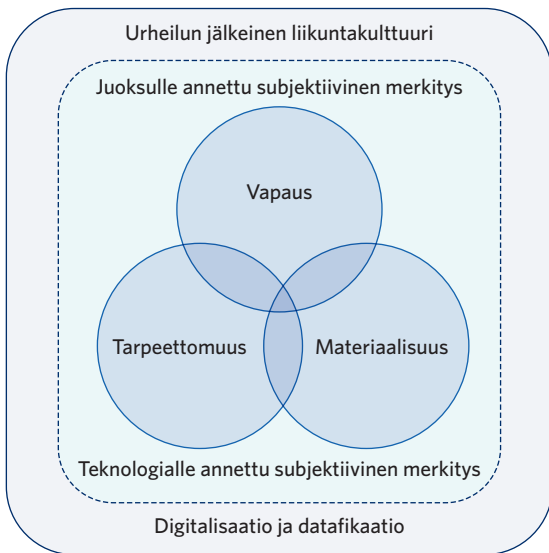 Urheilun jälkeinen liikuntakulttuuri
Juoksulle annettu subjektiivinen merkitys
Vapaus
Tarpeettomuus
Materiaalisuus
Teknologialle annettu subjektiivinen merkitys
Digitalisaatio ja datafikaatio